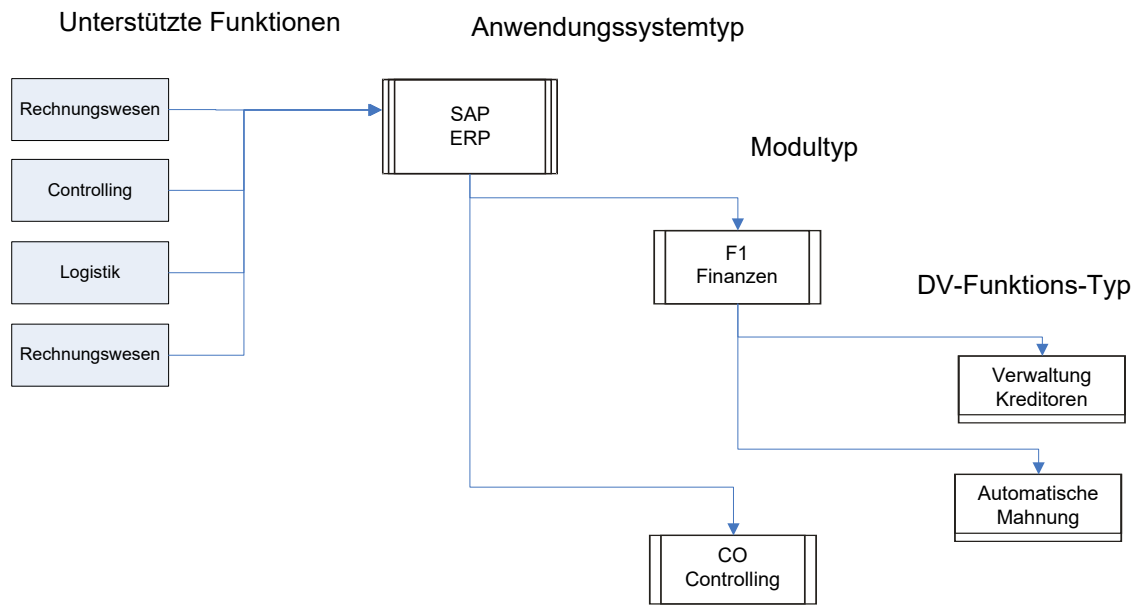 Unterstützte Funktionen
Anwendungssystemtyp
Rechnungswesen
SAP
ERP
Modultyp
Controlling
F1
Finanzen
Logistik
DV-Funktions-Typ
Rechnungswesen
Verwaltung
Kreditoren
Automatische
Mahnung
CO
Controlling